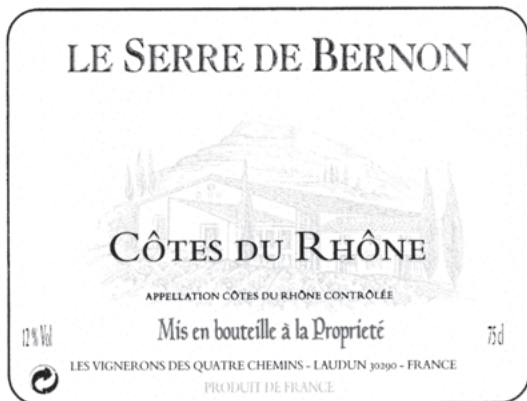 LE SERRE DE BERNON
CÔTES DU RHÔNE
APPELLATION CÔTES DU RHÔNE CONTRÔLÉE
12 % Vol Mis en bouteille à la Proprieté 75 cl
LES VIGNERONS DES QUATRE CHEMINS - LAUDUN 30290 - FRANCE
PRODUIT DE FRANCE